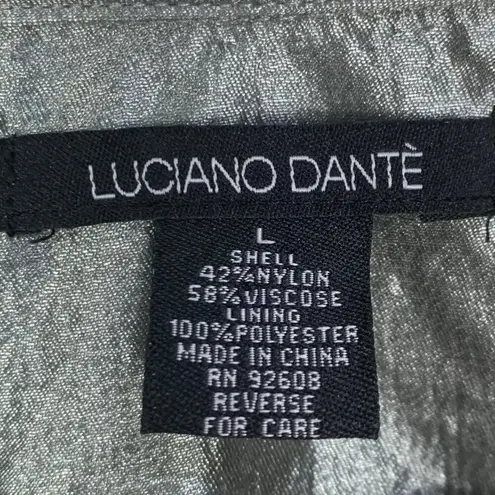 LUCIANO DANTÈ
L
SHELL
42%NYLON
58%VISCOSE
LINING
100%POLYESTER
MADE IN CHINA
RN 92608
REVERSE
FOR CARE